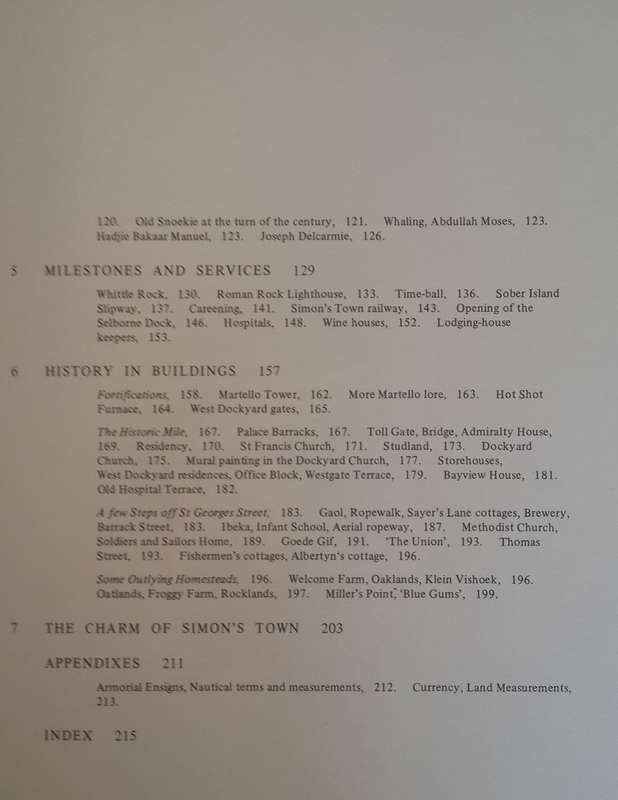 120. Old Snoekie at the turn of the century, 121. Whaling, Abdullah Moses, 123.
Hadjie Bakaar Manuel, 123. Joseph Delcarmie, 126.
5 MILESTONES AND SERVICES 129
Whittle Rock, 130. Roman Rock Lighthouse, 133. Time-ball, 136. Sober Island
Slipway, 137. Careening, 141. Simon's Town railway, 143. Opening of the
Selborne Dock, 146. Hospitals, 148. Wine houses, 152. Lodging-house
keepers, 153.
6 HISTORY IN BUILDINGS 157
Fortifications, 158. Martello Tower, 162. More Martello lore, 163. Hot Shot
Furnace, 164. West Dockyard gates, 165.
The Historic Mile, 167. Palace Barracks, 167. Toll Gate, Bridge, Admiralty House,
169. Residency, 170. St Francis Church, 171. Studland, 173. Dockyard
Church, 175. Mural painting in the Dockyard Church, 177. Storehouses,
West Dockyard residences, Office Block, Westgate Terrace, 179. Bayview House, 181.
Old Hospital Terrace, 182.
A few Steps off St Georges Street, 183. Gaol, Ropewalk, Sayer's Lane cottages, Brewery,
Barrack Street, 183. Ibeka, Infant School, Aerial ropeway, 187. Methodist Church,
Soldiers and Sailors Home, 189. Goede Gif, 191. 'The Union', 193. Thomas
Street, 193. Fishermen's cottages, Albertyn's cottage, 196.
Some Outlying Homesteads, 196. Welcome Farm, Oaklands, Klein Vishoek, 196.
Oatlands, Froggy Farm, Rocklands, 197. Miller's Point, 'Blue Gums', 199.
7 THE CHARM OF SIMON'S TOWN 203
APPENDIXES 211
Armorial Ensigns, Nautical terms and measurements, 212. Currency, Land Measurements,
213.
INDEX 215